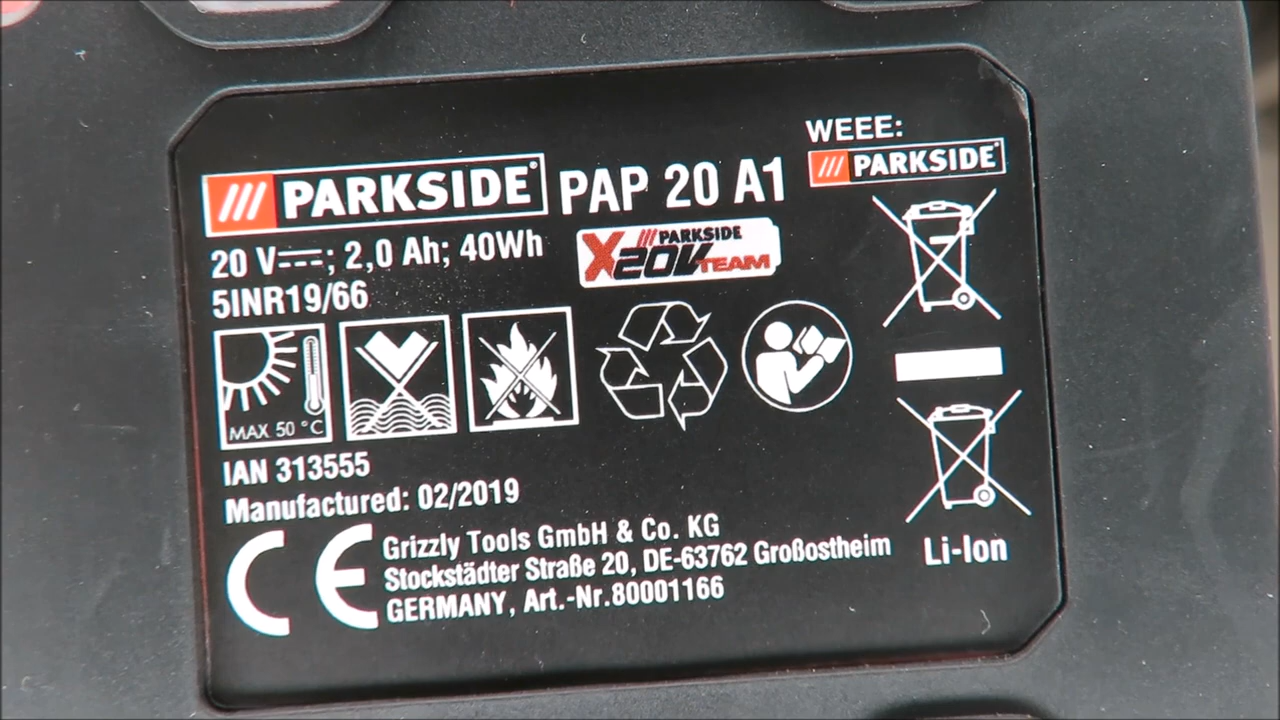 WEEE:
PARKSIDE®
PARKSIDE® PAP 20 A1
20 V⎓; 2,0 Ah; 40Wh
PARKSIDE
X20V TEAM
5INR19/66
MAX 50 °C
IAN 313555
Manufactured: 02/2019
CE
Grizzly Tools GmbH & Co. KG
Stockstädter Straße 20, DE-63762 Großostheim
GERMANY, Art.-Nr.80001166
Li-Ion